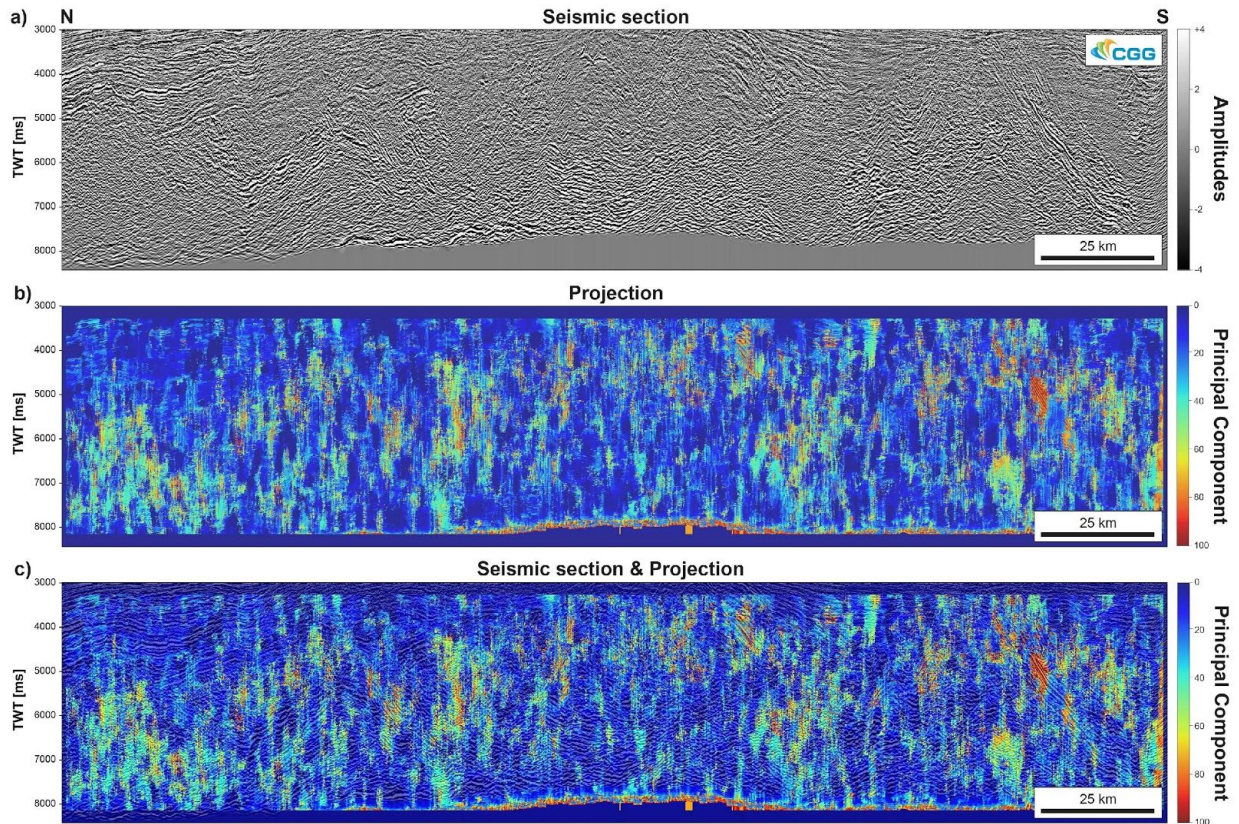 a) N Seismic section S
3000
4000
5000
6000
7000
8000
TWT [ms]
CGG
25 km
+4
2
0
-2
-4
Amplitudes
b) Projection
3000
4000
5000
6000
7000
8000
TWT [ms]
25 km
0
20
40
60
80
100
Principal Component
c) Seismic section & Projection
3000
4000
5000
6000
7000
8000
TWT [ms]
25 km
0
20
40
60
80
100
Principal Component